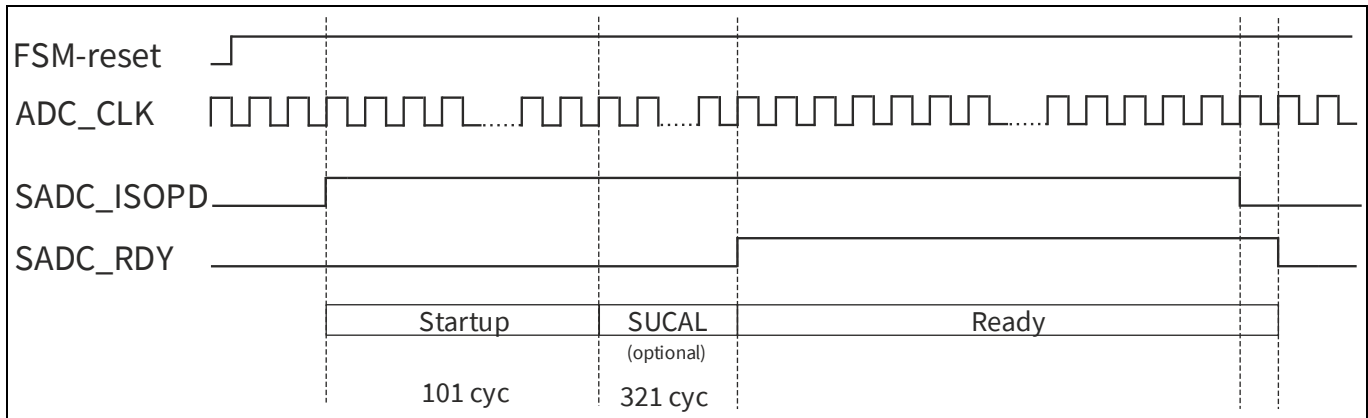 FSM-reset
ADC_CLK
SADC_ISOPD
SADC_RDY
Startup SUCAL Ready
(optional)
101 cyc 321 cyc